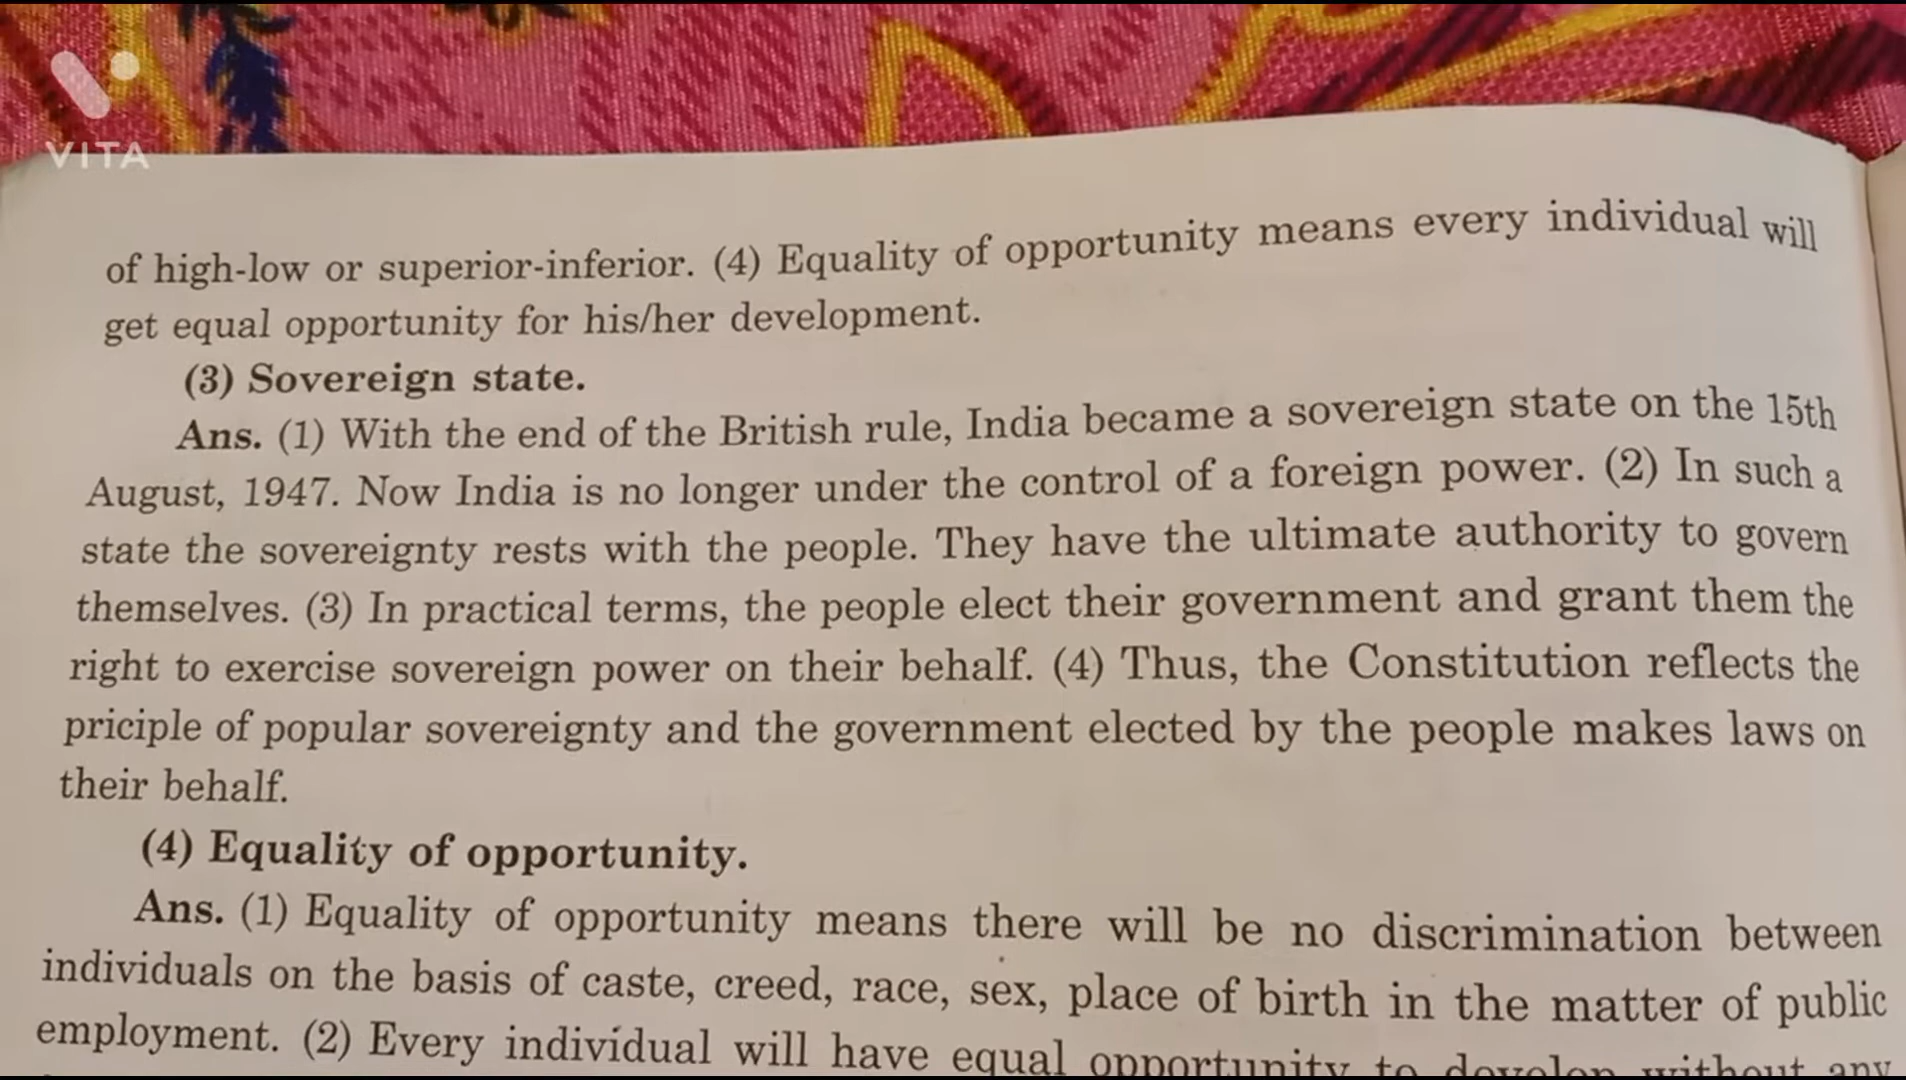 VITA
of high-low or superior-inferior. (4) Equality of opportunity means every individual will
get equal opportunity for his/her development.
(3) Sovereign state.
Ans. (1) With the end of the British rule, India became a sovereign state on the 15th
August, 1947. Now India is no longer under the control of a foreign power. (2) In such a
state the sovereignty rests with the people. They have the ultimate authority to govern
themselves. (3) In practical terms, the people elect their government and grant them the
right to exercise sovereign power on their behalf. (4) Thus, the Constitution reflects the
priciple of popular sovereignty and the government elected by the people makes laws on
their behalf.
(4) Equality of opportunity.
Ans. (1) Equality of opportunity means there will be no discrimination between
individuals on the basis of caste, creed, race, sex, place of birth in the matter of public
employment. (2) Every individual will have equal opportunity to develop without any